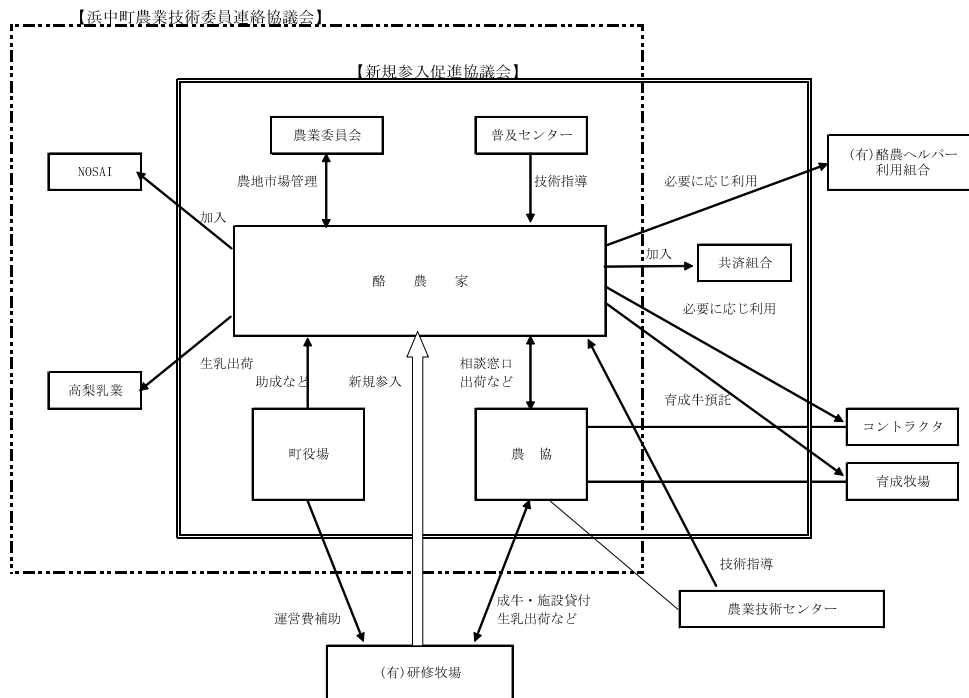 【浜中町農業技術委員連絡協議会】
【新規参入促進協議会】
農業委員会
普及センター
(有)酪農ヘルパー
利用組合
NOSAI
農地市場管理
技術指導
必要に応じ利用
加入
加入
共済組合
酪　農　家
必要に応じ利用
生乳出荷
助成など
新規参入
相談窓口
出荷など
高梨乳業
育成牛預託
町役場
農　協
コントラクタ
育成牧場
技術指導
成牛・施設貸付
生乳出荷など
運営費補助
農業技術センター
(有)研修牧場